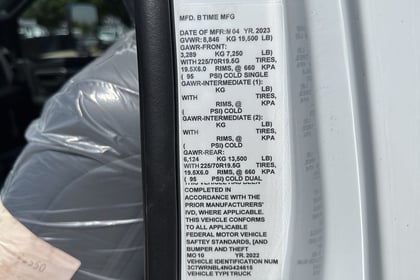 MFD. B TIME MFG
DATE OF MFR:M 04 YR. 2023
GVWR: 8,845 KG 19,500 LB)
GAWR-FRONT:
3,289 KG 7,250 LB)
WITH 225/70R19.5G TIRES,
19.5X6.0 RIMS, @ 660 KPA
( 95 PSI) COLD SINGLE
GAWR-INTERMEDIATE (1):
KG LB)
WITH TIRES,
RIMS, @ KPA
( PSI) COLD
GAWR-INTERMEDIATE (2):
KG LB)
WITH TIRES,
RIMS, @ KPA
( PSI) COLD
GAWR-REAR:
6,124 KG 13,500 LB)
WITH 225/70R19.5G TIRES,
19.5X6.0 RIMS, @ 660 KPA
( 95 PSI) COLD DUAL
THIS VEHICLE HAS BEEN
COMPLETED IN
ACCORDANCE WITH THE
PRIOR MANUFACTURERS'
IVD, WHERE APPLICABLE.
THIS VEHICLE CONFORMS
TO ALL APPLICABLE
FEDERAL MOTOR VEHICLE
SAFTEY STANDARDS, [AND
BUMPER AND THEFT]
MO 10 YR. 2022
VEHICLE IDENTIFICATION NUM
VEHICLE TYPE TRUCK